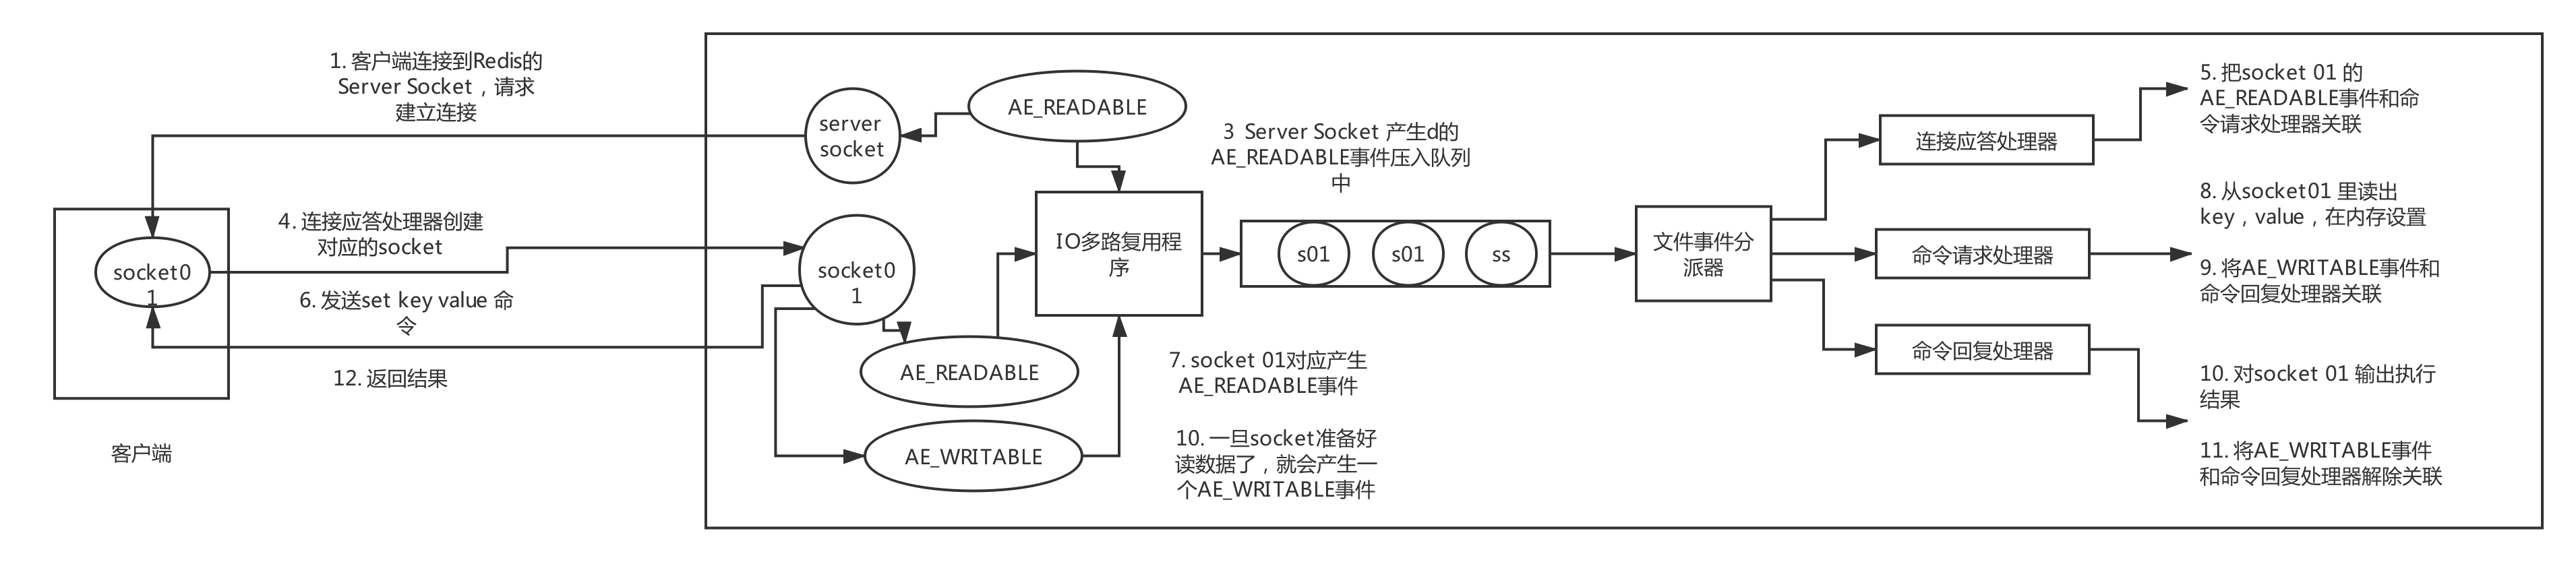 1. 客户端连接到Redis的
Server Socket，请求
建立连接
server
socket
AE_READABLE
3 Server Socket 产生d的
AE_READABLE事件压入队列
中
连接应答处理器
5. 把socket 01 的
AE_READABLE事件和命
令请求处理器关联
socket0
1
4. 连接应答处理器创建
对应的socket
6. 发送set key value 命
令
12. 返回结果
客户端
socket0
1
AE_READABLE
AE_WRITABLE
IO多路复用程
序
s01
s01
ss
7. socket 01对应产生
AE_READABLE事件
10. 一旦socket准备好
读数据了，就会产生一
个AE_WRITABLE事件
文件事件分
派器
命令请求处理器
8. 从socket01 里读出
key，value，在内存设置
9. 将AE_WRITABLE事件和
命令回复处理器关联
命令回复处理器
10. 对socket 01 输出执行
结果
11. 将AE_WRITABLE事件
和命令回复处理器解除关联